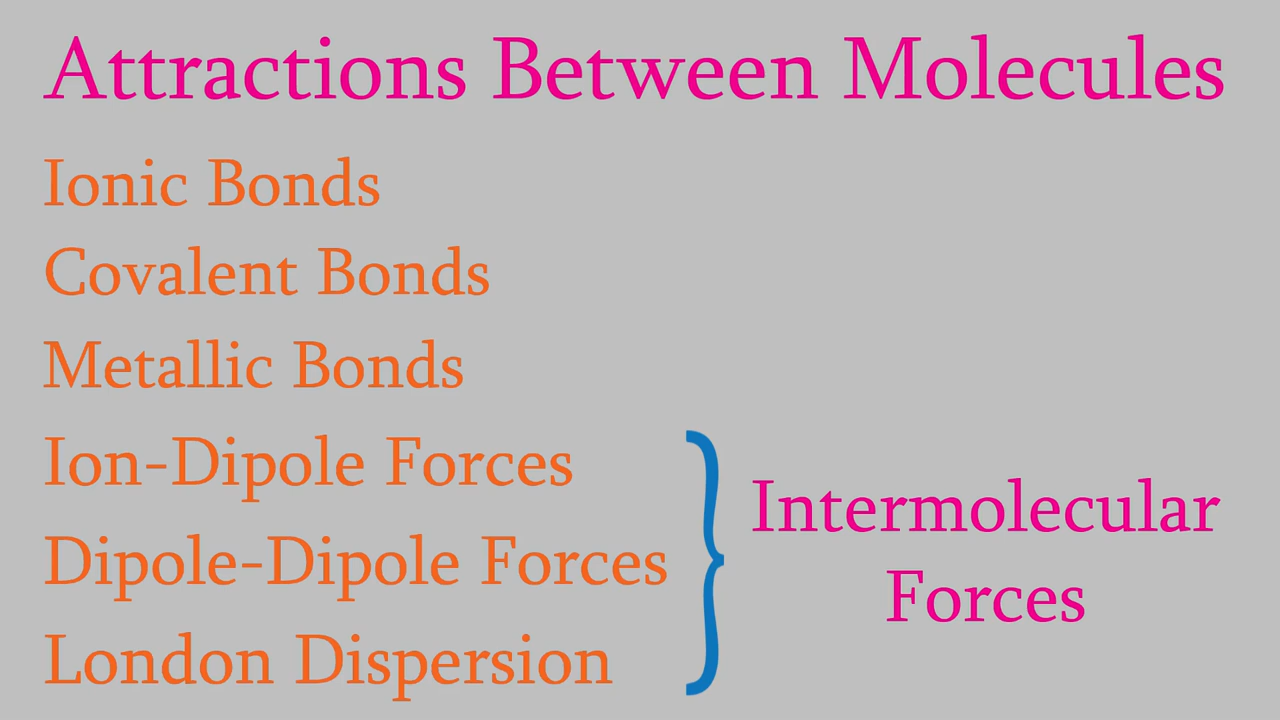 Attractions Between Molecules
Ionic Bonds
Covalent Bonds
Metallic Bonds
Ion-Dipole Forces
Dipole-Dipole Forces
London Dispersion
Intermolecular
Forces